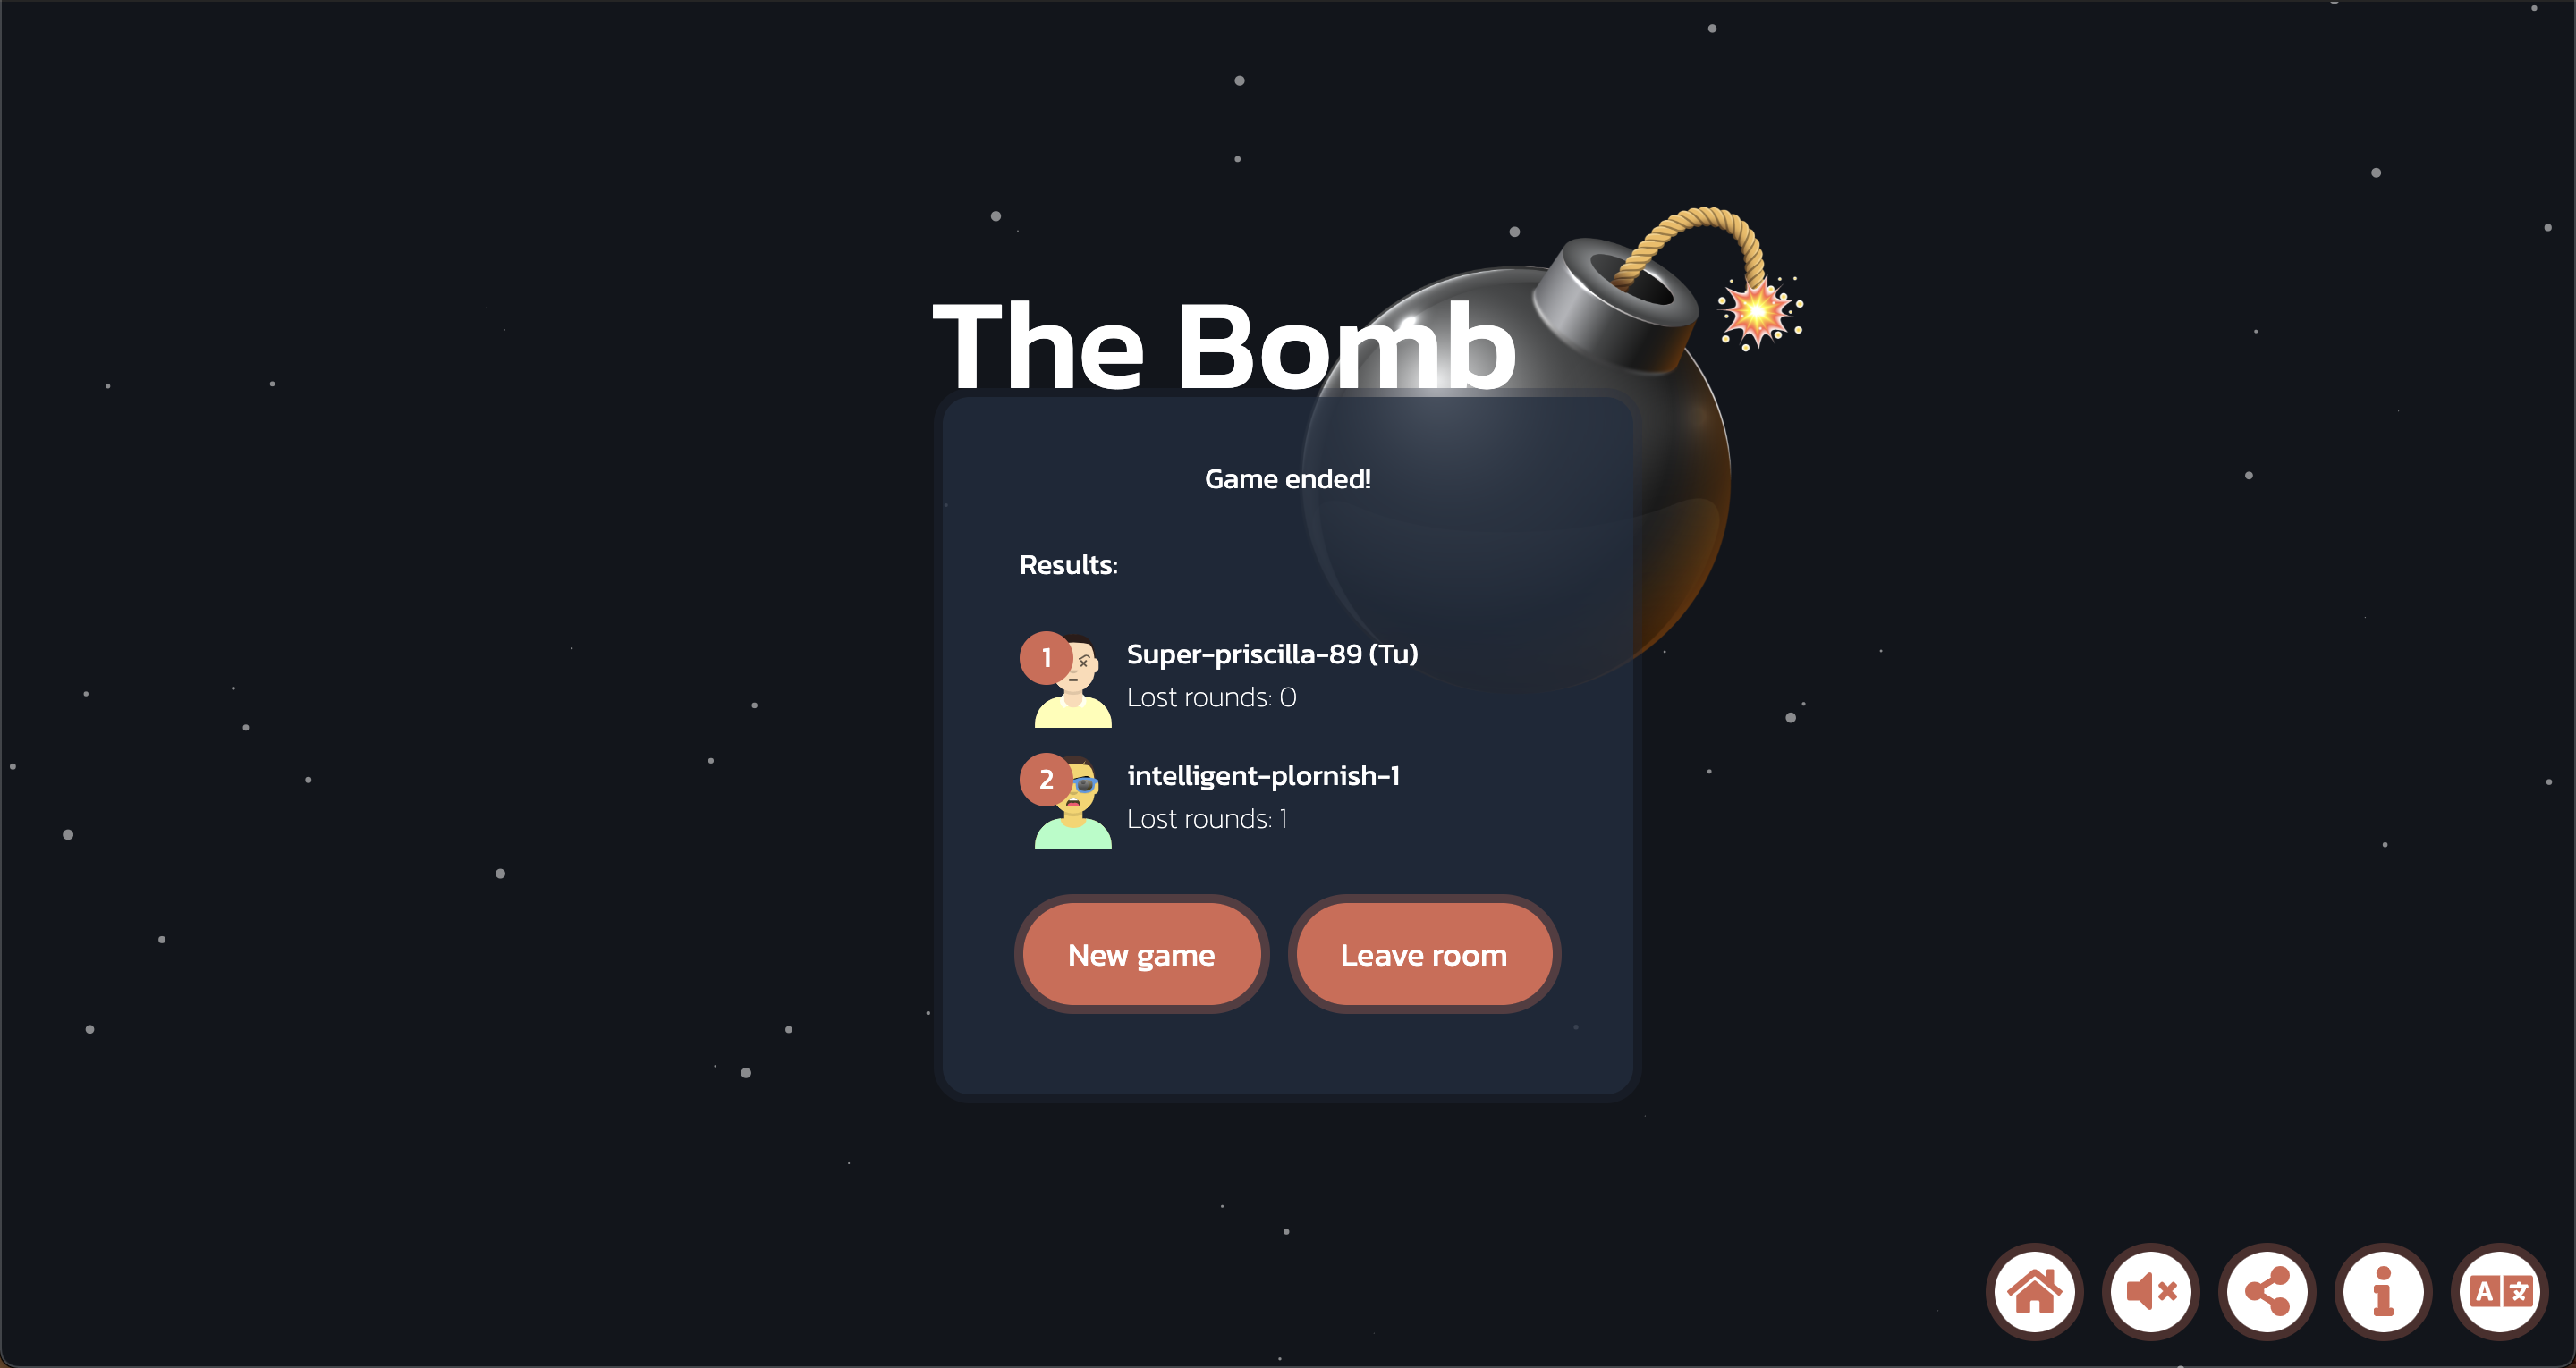 The Bomb
Game ended!
Results:
1
Super-priscilla-89 (Tu)
Lost rounds: 0
2
intelligent-plornish-1
Lost rounds: 1
New game
Leave room
A 文